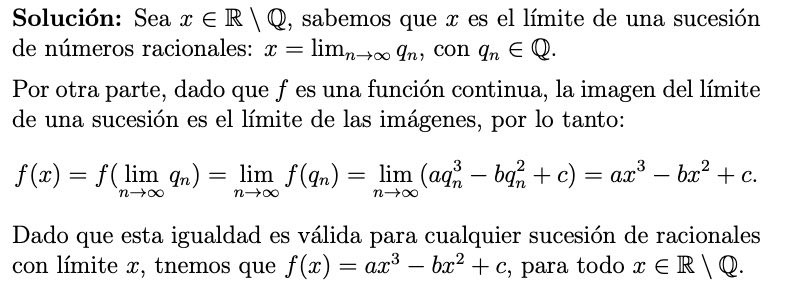 Solución: Sea x ∈ ℝ \ ℚ, sabemos que x es el límite de una sucesión
de números racionales: x = lim_{n→∞} q_n, con q_n ∈ ℚ.
Por otra parte, dado que f es una función continua, la imagen del límite
de una sucesión es el límite de las imágenes, por lo tanto:
f(x) = f(lim_{n→∞} q_n) = lim_{n→∞} f(q_n) = lim_{n→∞} (aq_n^3 − bq_n^2 + c) = ax^3 − bx^2 + c.
Dado que esta igualdad es válida para cualquier sucesión de racionales
con límite x, tnemos que f(x) = ax^3 − bx^2 + c, para todo x ∈ ℝ \ ℚ.